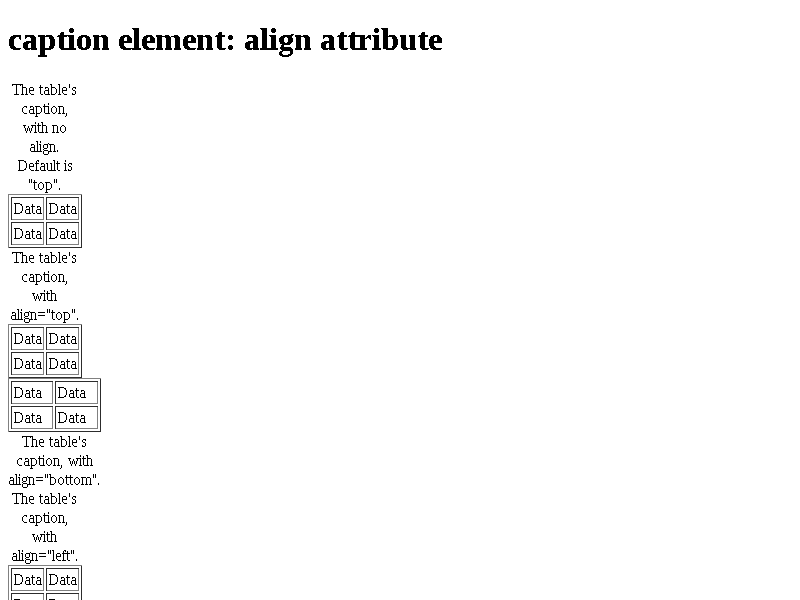 caption element: align attribute
The table's
caption,
with no
align.
Default is
"top".
Data Data
Data Data
The table's
caption,
with
align="top".
Data Data
Data Data
Data Data
Data Data
The table's
caption, with
align="bottom".
The table's
caption,
with
align="left".
Data Data